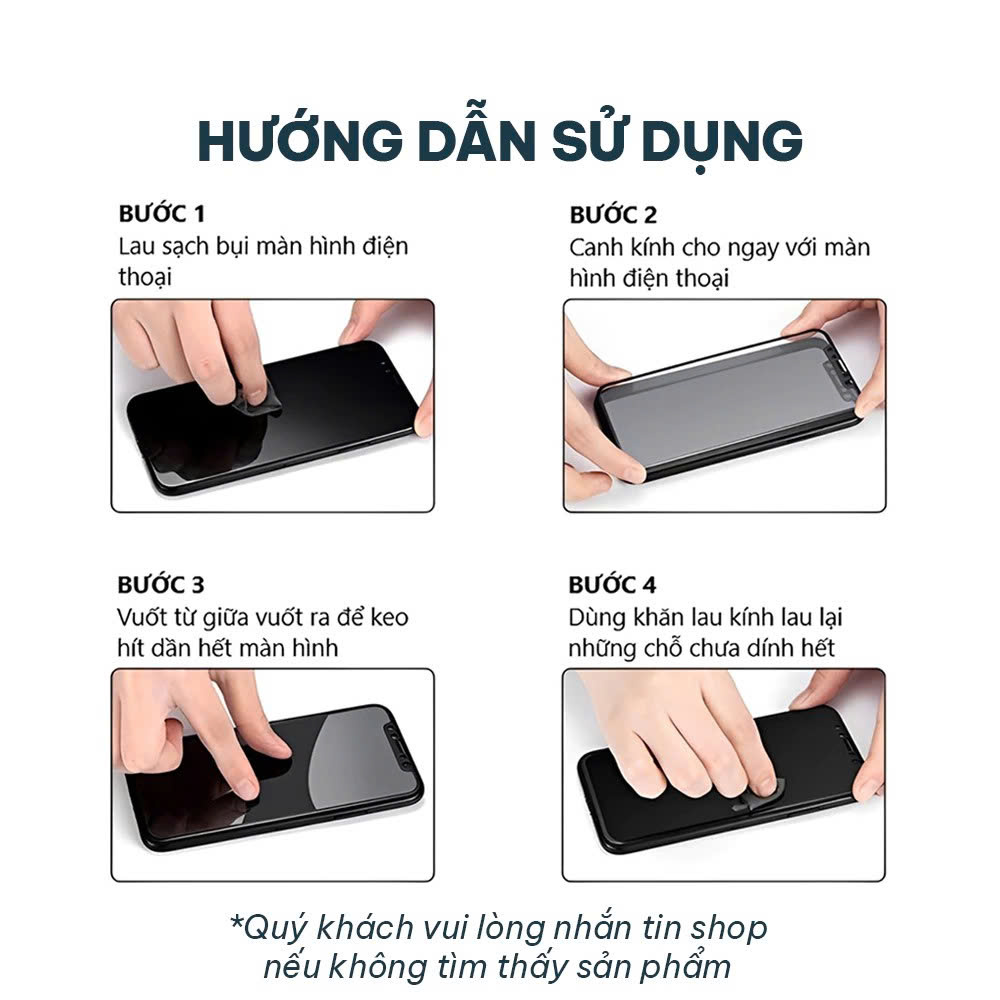 HƯỚNG DẪN SỬ DỤNG
BƯỚC 1
Lau sạch bụi màn hình điện
thoại
BƯỚC 2
Canh kính cho ngay với màn
hình điện thoại
BƯỚC 3
Vuốt từ giữa vuốt ra để keo
hít dần hết màn hình
BƯỚC 4
Dùng khăn lau kính lau lại
những chỗ chưa dính hết
*Quý khách vui lòng nhắn tin shop
nếu không tìm thấy sản phẩm